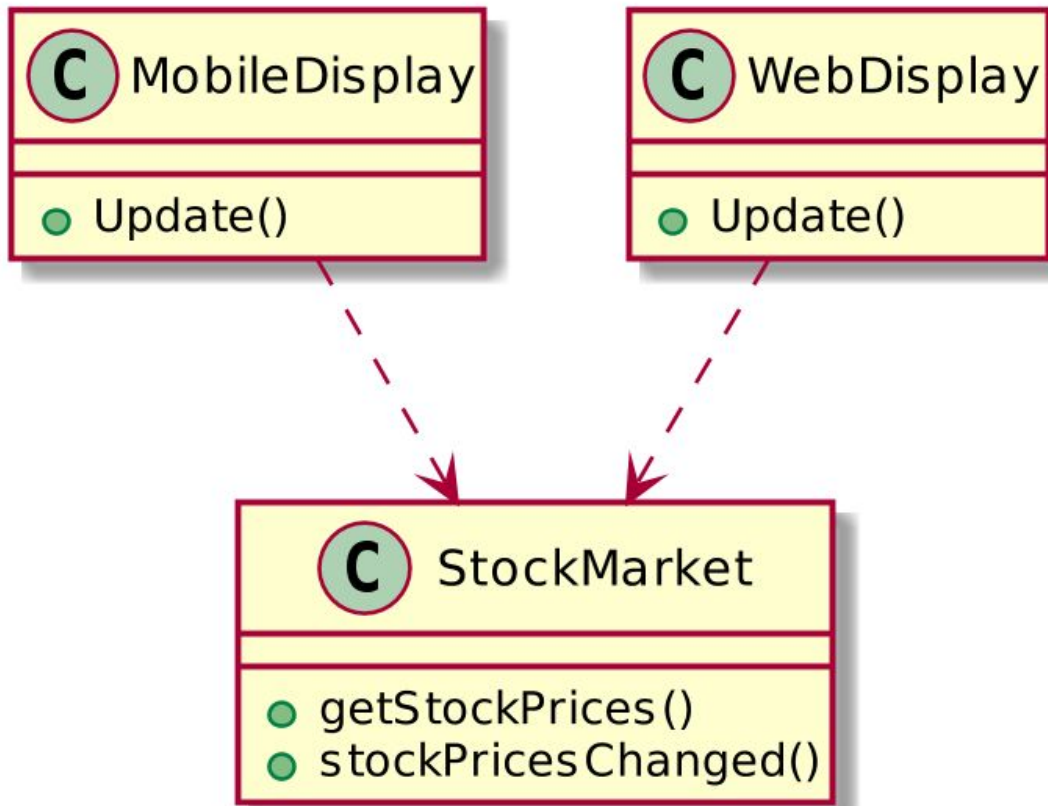 C MobileDisplay
Update()
C WebDisplay
Update()
C StockMarket
getStockPrices()
stockPricesChanged()